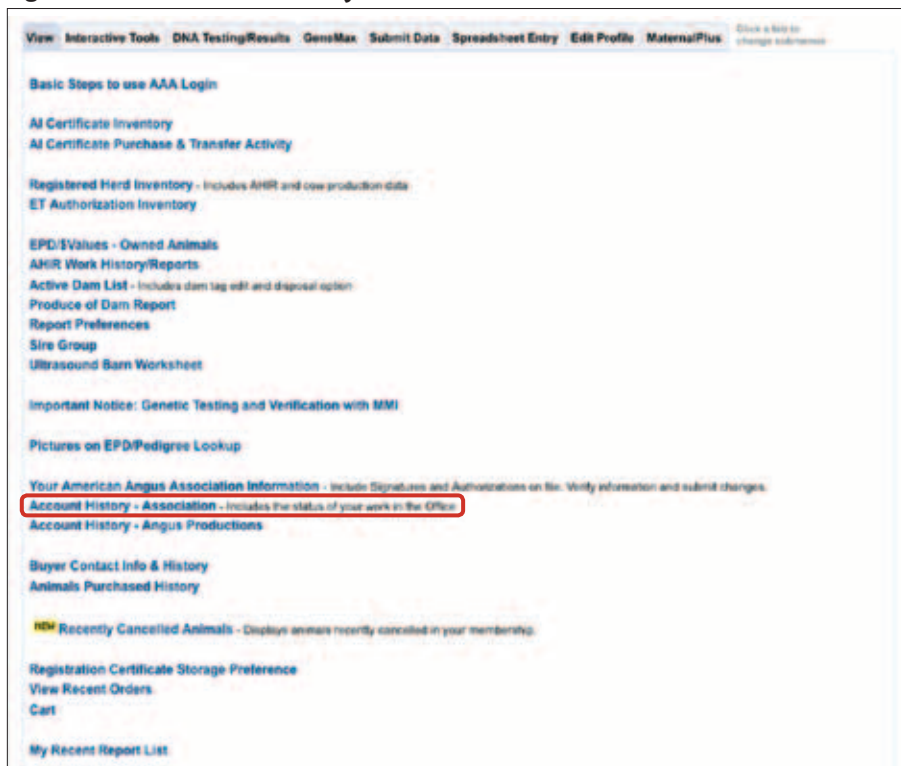 View Interactive Tools DNA Testing/Results GeneMax Submit Data Spreadsheet Entry Edit Profile MaternalPlus Click a link to
change submenus
Basic Steps to use AAA Login
AI Certificate Inventory
AI Certificate Purchase & Transfer Activity
Registered Herd Inventory - Includes AHIR and cow production data
ET Authorization Inventory
EPD/$Values - Owned Animals
AHIR Work History/Reports
Active Dam List - Includes dam tag edit and disposal option
Produce of Dam Report
Report Preferences
Sire Group
Ultrasound Barn Worksheet
Important Notice: Genetic Testing and Verification with MMI
Pictures on EPD/Pedigree Lookup
Your American Angus Association Information - Include Signatures and Authorizations on file. Verify information and submit changes.
Account History - Association - Includes the status of your work in the Office
Account History - Angus Productions
Buyer Contact Info & History
Animals Purchased History
NEW Recently Cancelled Animals - Displays animals recently cancelled in your membership.
Registration Certificate Storage Preference
View Recent Orders
Cart
My Recent Report List